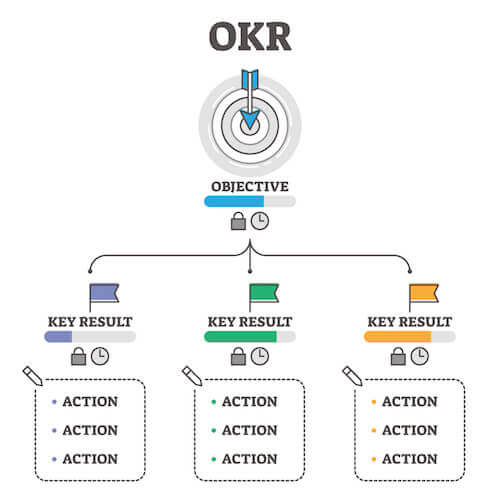 OKR
OBJECTIVE
KEY RESULT
KEY RESULT
KEY RESULT
ACTION
ACTION
ACTION
ACTION
ACTION
ACTION
ACTION
ACTION
ACTION